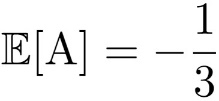 𝔼[A] = −1/3